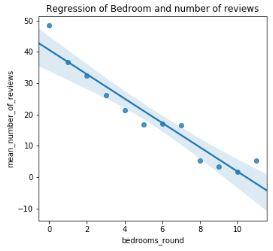 Regression of Bedroom and number of reviews
50
40
30
20
10
0
−10
mean_number_of_reviews
0 2 4 6 8 10
bedrooms_round